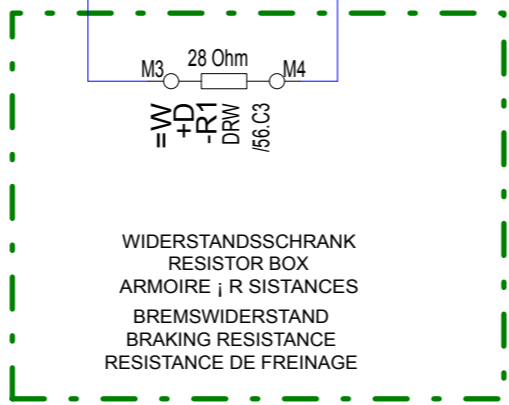 28 Ohm
M3
M4
=W
+D
-R1
DRW
/56.C3
WIDERSTANDSSCHRANK
RESISTOR BOX
ARMOIRE ¡ R SISTANCES
BREMSWIDERSTAND
BRAKING RESISTANCE
RESISTANCE DE FREINAGE